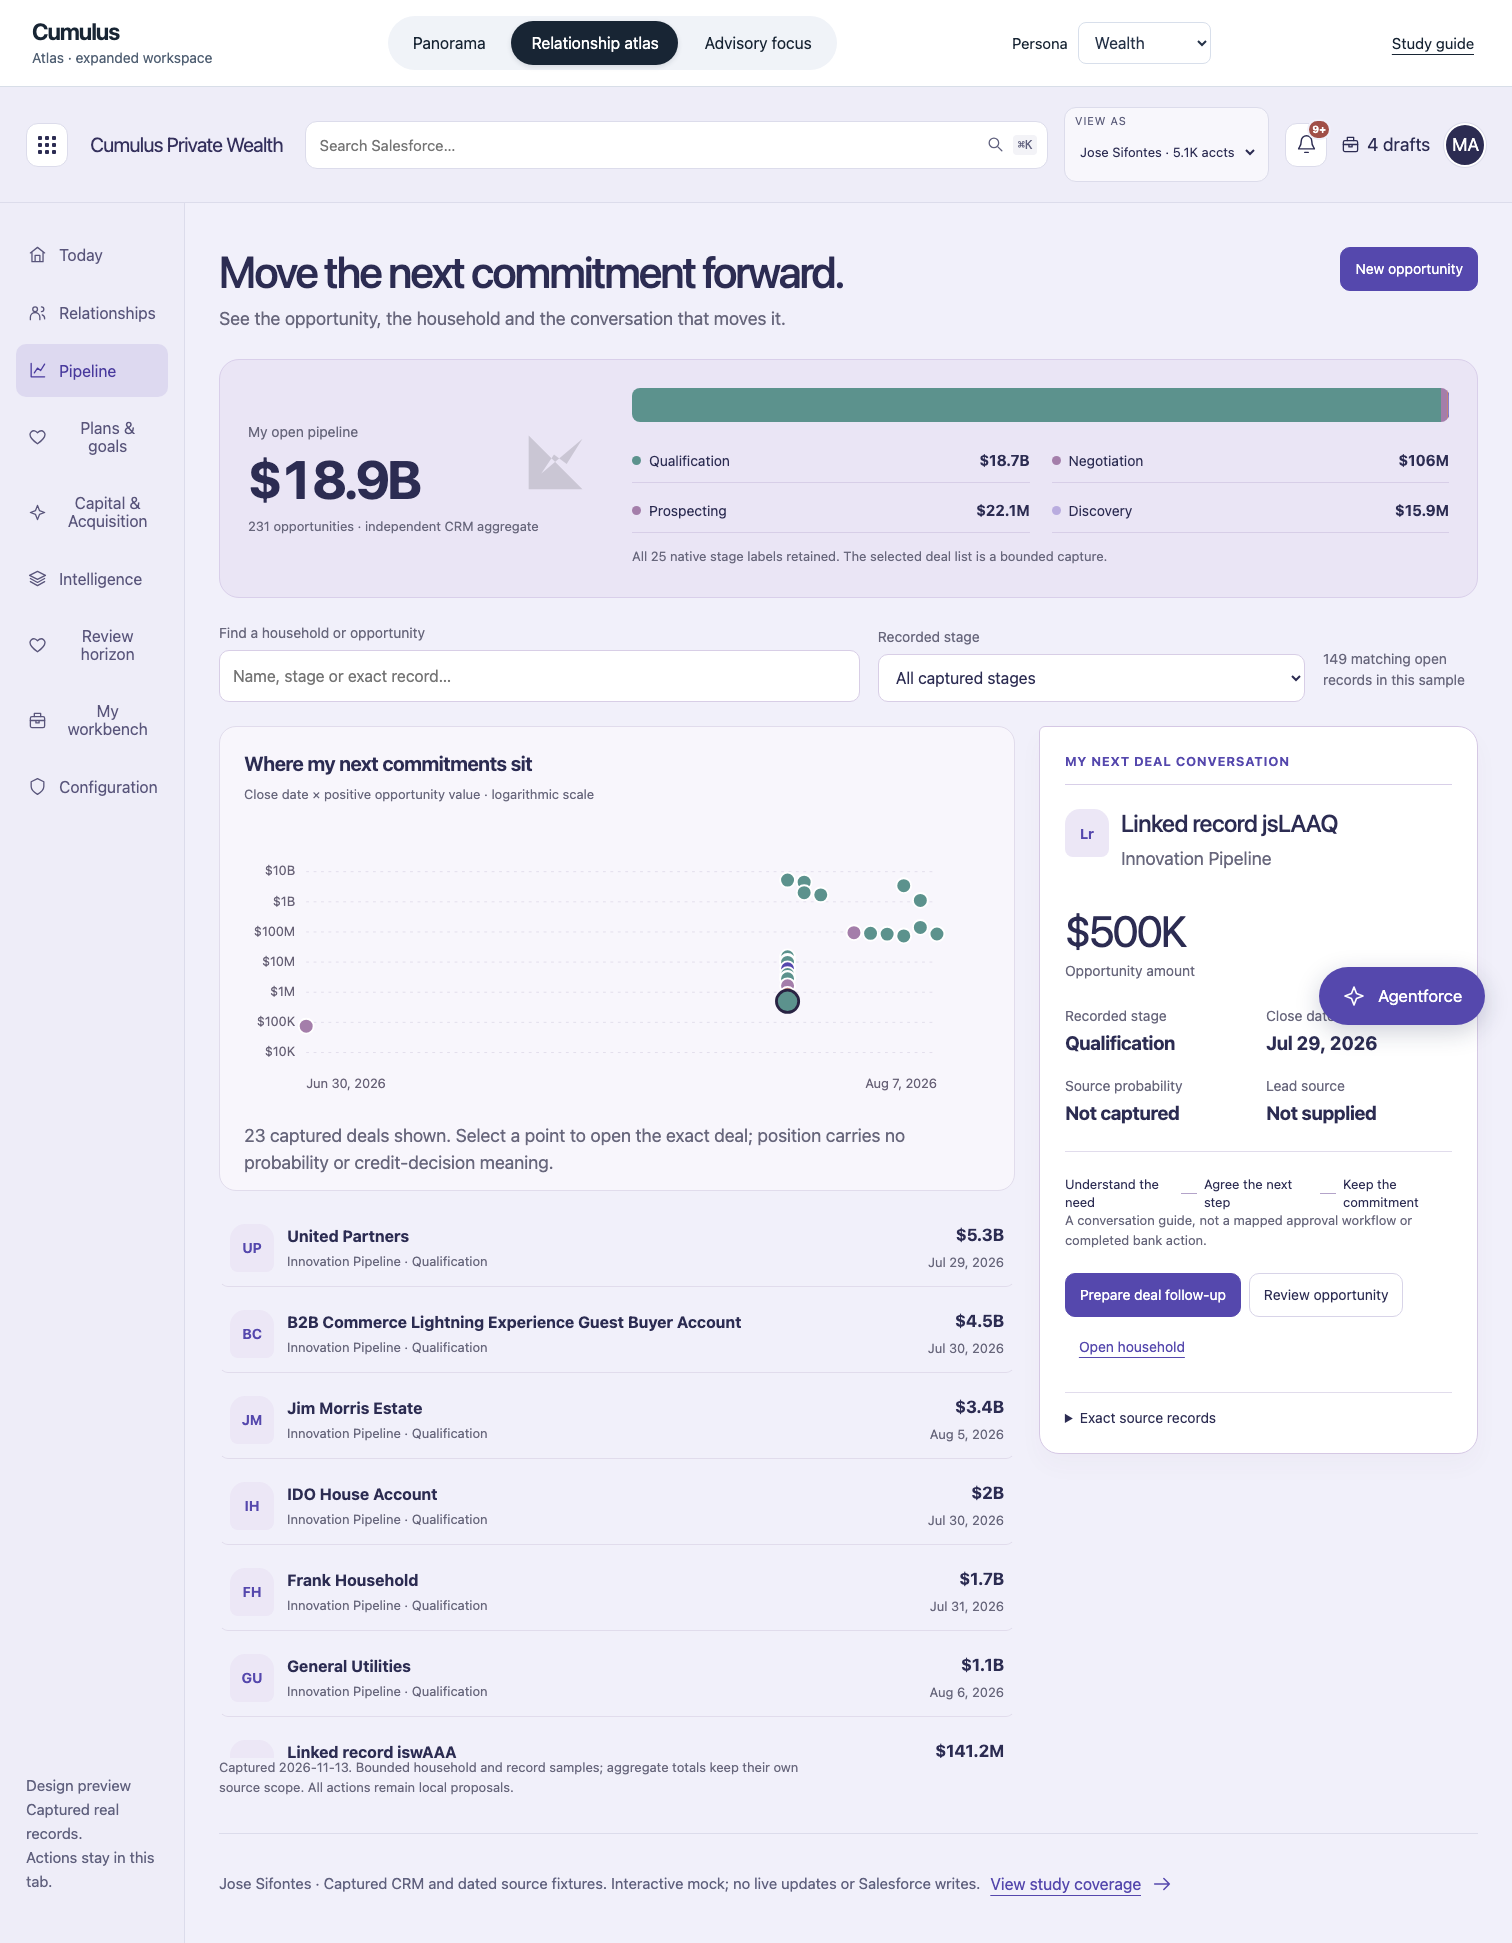 Cumulus
Atlas · expanded workspace
Panorama
Relationship atlas
Advisory focus
Persona
Wealth
Study guide
Cumulus Private Wealth
Search Salesforce...
⌘K
VIEW AS
Jose Sifontes · 5.1K accts
9+
4 drafts
MA
Today
Relationships
Pipeline
Plans &
goals
Capital &
Acquisition
Intelligence
Review
horizon
My
workbench
Configuration
Design preview
Captured real
records.
Actions stay in this
tab.
Move the next commitment forward.
See the opportunity, the household and the conversation that moves it.
New opportunity
My open pipeline
$18.9B
231 opportunities · independent CRM aggregate
Qualification $18.7B
Negotiation $106M
Prospecting $22.1M
Discovery $15.9M
All 25 native stage labels retained. The selected deal list is a bounded capture.
Find a household or opportunity
Name, stage or exact record...
Recorded stage
All captured stages
149 matching open
records in this sample
Where my next commitments sit
Close date × positive opportunity value · logarithmic scale
$10B
$1B
$100M
$10M
$1M
$100K
$10K
Jun 30, 2026
Aug 7, 2026
23 captured deals shown. Select a point to open the exact deal; position carries no
probability or credit-decision meaning.
UP
United Partners
$5.3B
Innovation Pipeline · Qualification
Jul 29, 2026
BC
B2B Commerce Lightning Experience Guest Buyer Account
$4.5B
Innovation Pipeline · Qualification
Jul 30, 2026
JM
Jim Morris Estate
$3.4B
Innovation Pipeline · Qualification
Aug 5, 2026
IH
IDO House Account
$2B
Innovation Pipeline · Qualification
Jul 30, 2026
FH
Frank Household
$1.7B
Innovation Pipeline · Qualification
Jul 31, 2026
GU
General Utilities
$1.1B
Innovation Pipeline · Qualification
Aug 6, 2026
Linked record iswAAA
$141.2M
Captured 2026-11-13. Bounded household and record samples; aggregate totals keep their own
source scope. All actions remain local proposals.
MY NEXT DEAL CONVERSATION
Lr
Linked record jsLAAQ
Innovation Pipeline
$500K
Opportunity amount
Agentforce
Recorded stage
Qualification
Close date
Jul 29, 2026
Source probability
Not captured
Lead source
Not supplied
Understand the
need
Agree the next
step
Keep the
commitment
A conversation guide, not a mapped approval workflow or
completed bank action.
Prepare deal follow-up
Review opportunity
Open household
Exact source records
Jose Sifontes · Captured CRM and dated source fixtures. Interactive mock; no live updates or Salesforce writes.
View study coverage